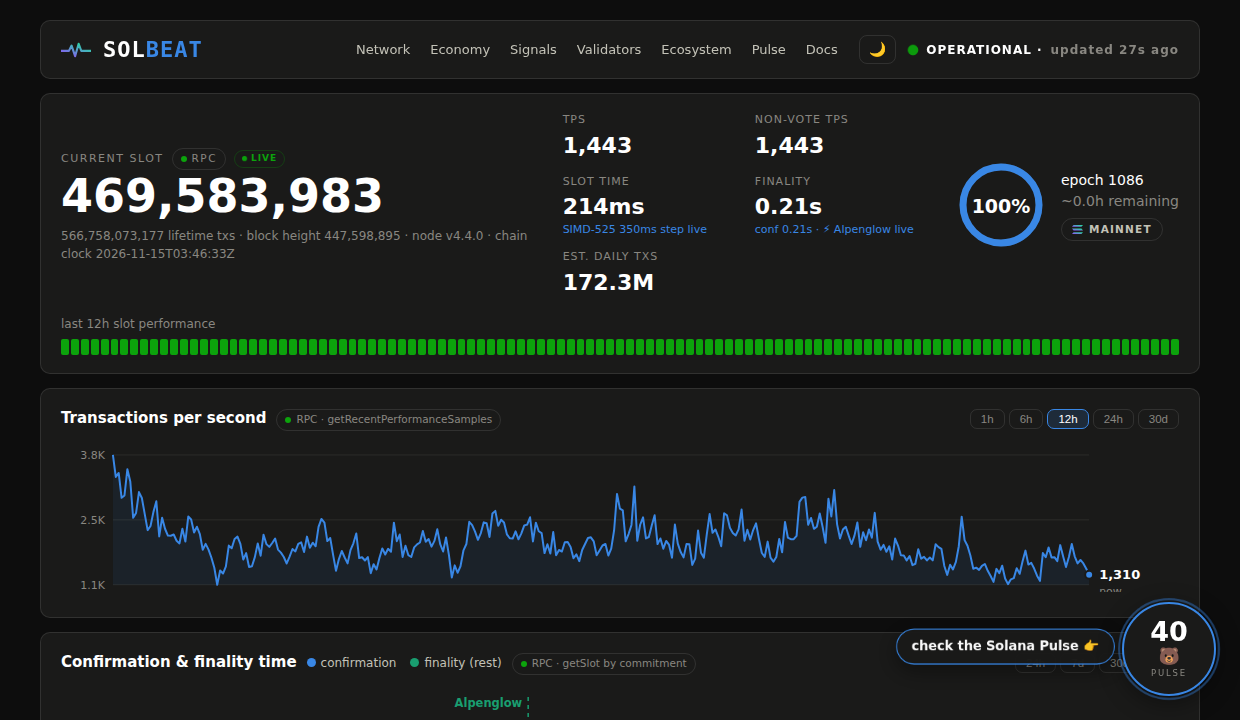 SOLBEAT
Network Economy Signals Validators Ecosystem Pulse Docs
OPERATIONAL · updated 27s ago
CURRENT SLOT RPC LIVE
469,583,983
566,758,073,177 lifetime txs · block height 447,598,895 · node v4.4.0 · chain
clock 2026-11-15T03:46:33Z
TPS
1,443
NON-VOTE TPS
1,443
SLOT TIME
214ms
SIMD-525 350ms step live
FINALITY
0.21s
conf 0.21s · ⚡ Alpenglow live
EST. DAILY TXS
172.3M
100%
epoch 1086
~0.0h remaining
MAINNET
last 12h slot performance
Transactions per second RPC · getRecentPerformanceSamples
1h 6h 12h 24h 30d
3.8K
2.5K
1.1K
1,310
now
Confirmation & finality time confirmation finality (rest) RPC · getSlot by commitment
check the Solana Pulse 👉
40
PULSE
Alpenglow